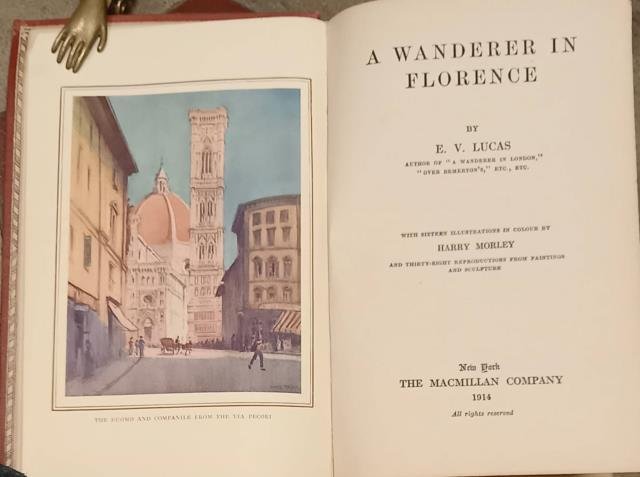 THE DUOMO AND CAMPANILE FROM THE VIA PECORI
A WANDERER IN
FLORENCE
BY
E. V. LUCAS
AUTHOR OF "A WANDERER IN LONDON,"
"OVER BEMERTON'S," ETC., ETC.
WITH SIXTEEN ILLUSTRATIONS IN COLOUR BY
HARRY MORLEY
AND THIRTY-EIGHT REPRODUCTIONS FROM PAINTINGS
AND SCULPTURE
New York
THE MACMILLAN COMPANY
1914
All rights reserved